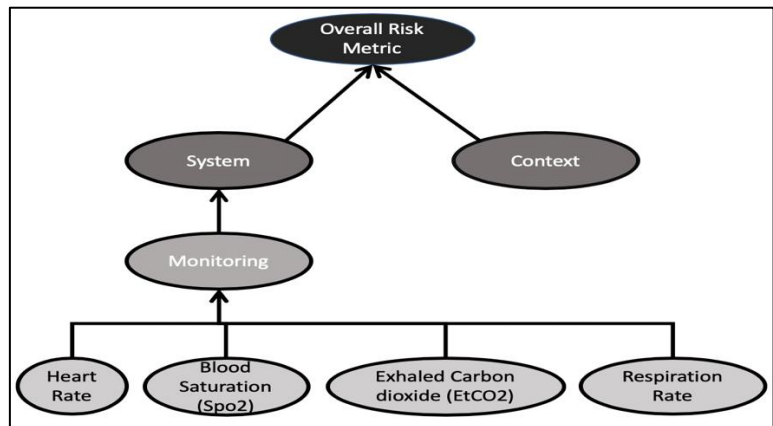 Overall Risk
Metric
System
Context
Monitoring
Heart
Rate
Blood
Saturation
(Spo2)
Exhaled Carbon
dioxide (EtCO2)
Respiration
Rate